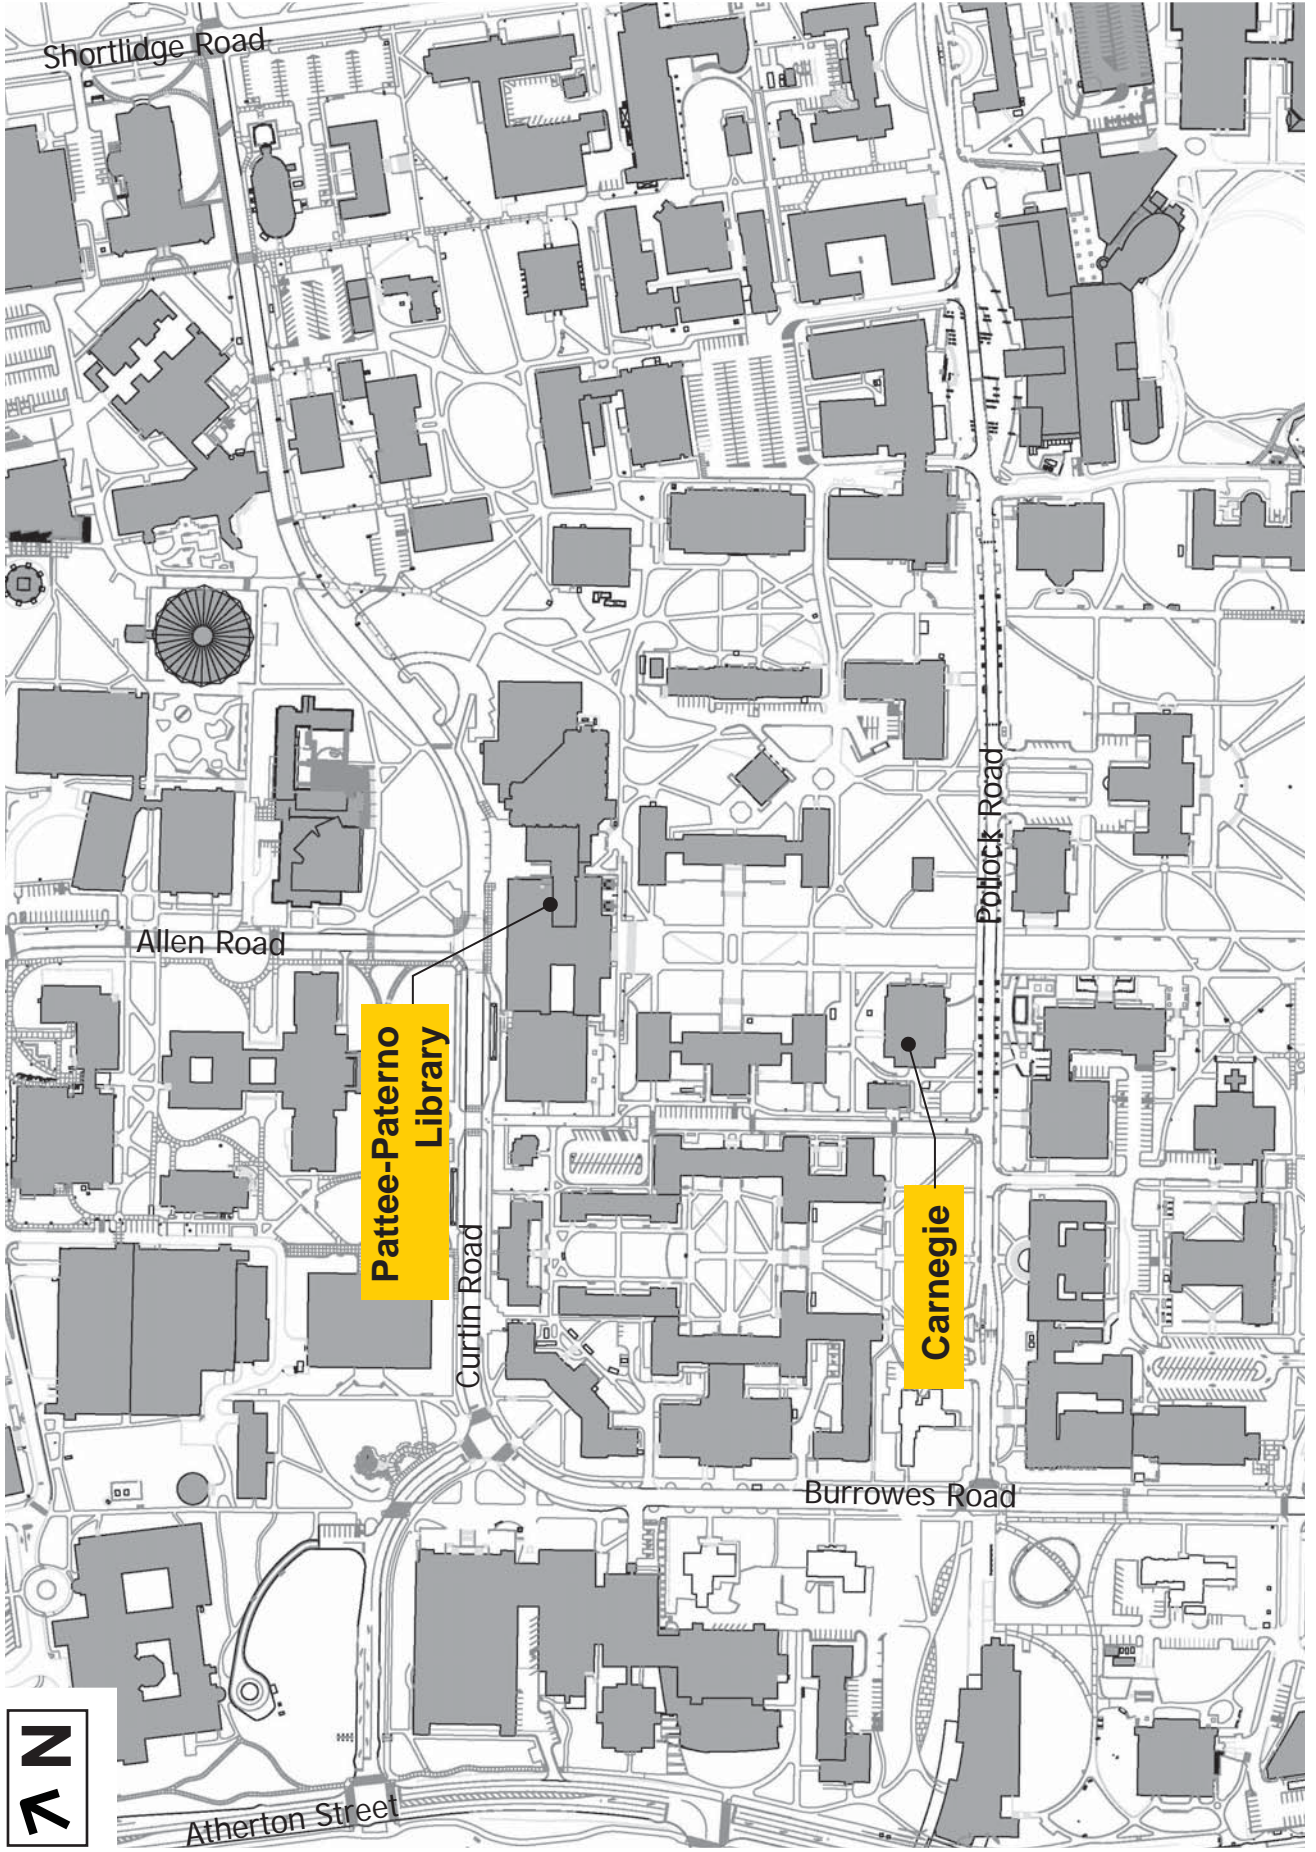 Shortlidge Road
Allen Road
Pattee-Paterno
Library
Curtin Road
Pollock Road
Carnegie
Burrowes Road
Atherton Street
N